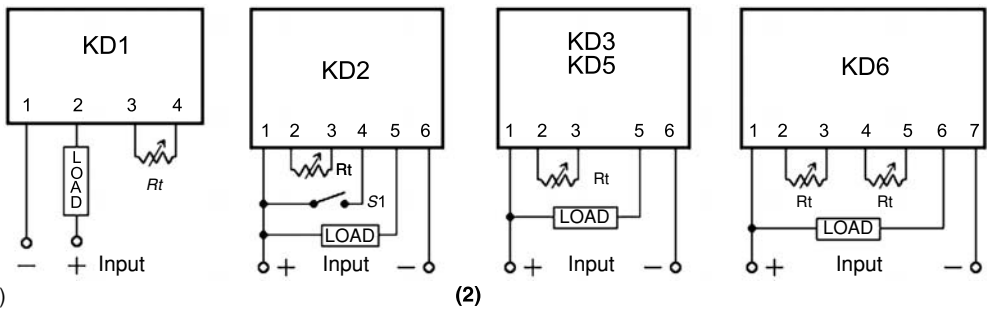 KD1
1 2 3 4
LOAD
Rt
− + Input
)
KD2
1 2 3 4 5 6
Rt
S1
LOAD
+ Input −
(2)
KD3
KD5
1 2 3 5 6
Rt
LOAD
+ Input −
KD6
1 2 3 4 5 6 7
Rt Rt
LOAD
+ Input −